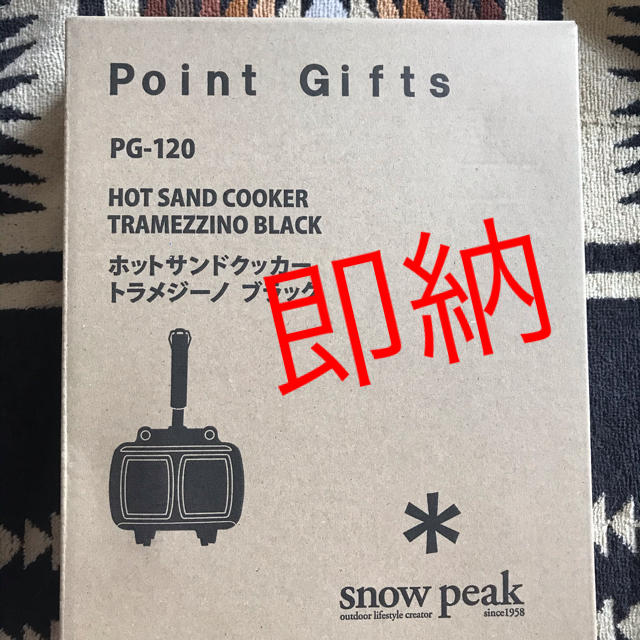 Point Gifts
PG-120
HOT SAND COOKER
TRAMEZZINO BLACK
ホットサンドクッカー
トラメジーノ ブラック
即納
snow peak
outdoor lifestyle creator since1958